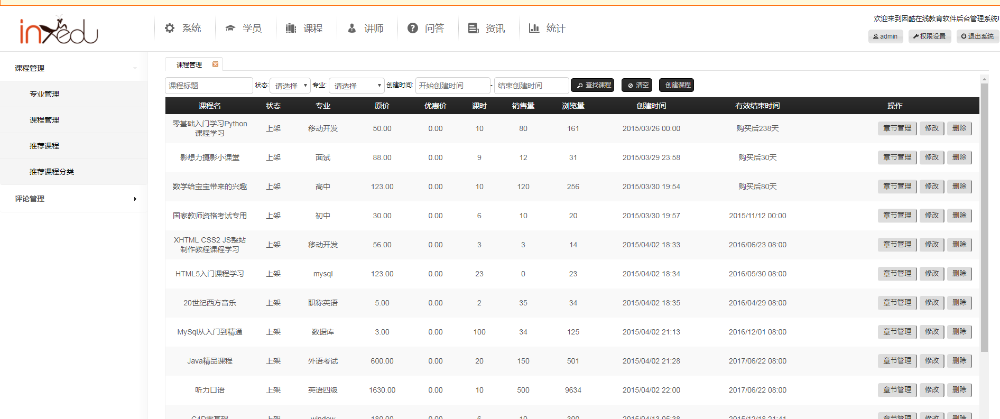 inxedu
系统 学员 课程 讲师 问答 资讯 统计
欢迎来到因酷在线教育软件后台管理系统!
admin 权限设置 退出系统
课程管理
专业管理
课程管理
推荐课程
推荐课程分类
评论管理
课程管理
课程标题 状态: 请选择 专业: 请选择 创建时间: 开始创建时间 - 结束创建时间 查找课程 清空 创建课程
课程名 状态 专业 原价 优惠价 课时 销售量 浏览量 创建时间 有效结束时间 操作
零基础入门学习Python
课程学习 上架 移动开发 50.00 0.00 10 80 161 2015/03/26 00:00 购买后238天 章节管理 修改 删除
影想力摄影小课堂 上架 面试 88.00 0.00 9 12 31 2015/03/29 23:58 购买后30天 章节管理 修改 删除
数学给宝宝带来的兴趣 上架 高中 123.00 0.00 10 120 256 2015/03/30 19:54 购买后80天 章节管理 修改 删除
国家教师资格考试专用 上架 初中 30.00 0.00 6 10 20 2015/03/30 19:57 2015/11/12 00:00 章节管理 修改 删除
XHTML CSS2 JS整站
制作教程课程学习 上架 移动开发 56.00 0.00 3 3 14 2015/04/02 18:33 2016/06/23 08:00 章节管理 修改 删除
HTML5入门课程学习 上架 mysql 123.00 0.00 23 0 23 2015/04/02 18:34 2016/05/30 08:00 章节管理 修改 删除
20世纪西方音乐 上架 职称英语 5.00 0.00 2 35 34 2015/04/02 18:35 2016/04/29 08:00 章节管理 修改 删除
MySql从入门到精通 上架 数据库 3.00 0.00 100 34 125 2015/04/02 21:13 2016/12/01 08:00 章节管理 修改 删除
Java精品课程 上架 外语考试 600.00 0.00 20 150 501 2015/04/02 21:28 2017/06/22 08:00 章节管理 修改 删除
听力口语 上架 英语四级 1630.00 0.00 10 500 9634 2015/04/02 22:00 2017/06/22 08:00 章节管理 修改 删除
C4D零基础 上架 window 180.00 0.00 6 10 300 2015/04/13 05:38 2015/12/18 21:41 章节管理 修改 删除